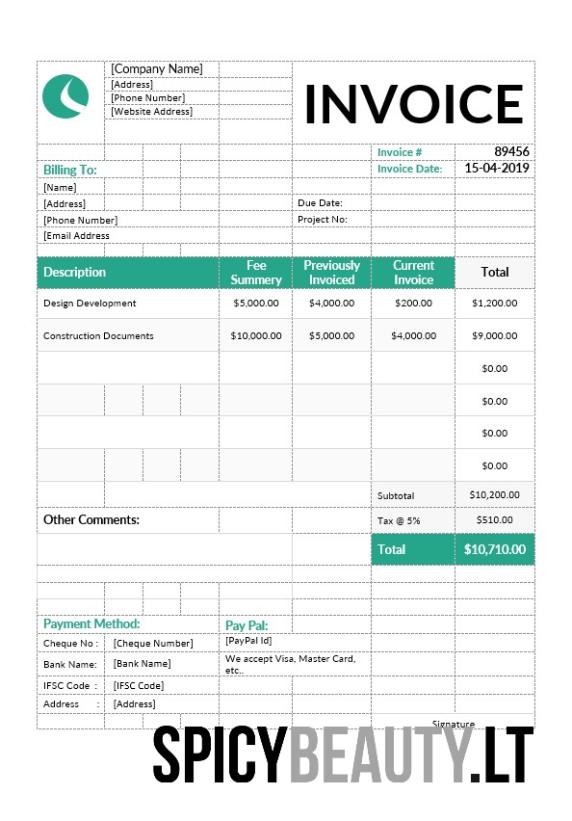 [Company Name]
[Address]
[Phone Number]
[Website Address]
INVOICE
Invoice # 89456
Billing To: Invoice Date: 15-04-2019
[Name]
[Address] Due Date:
[Phone Number] Project No:
[Email Address
Description Fee Summery Previously Invoiced Current Invoice Total
Design Development $5,000.00 $4,000.00 $200.00 $1,200.00
Construction Documents $10,000.00 $5,000.00 $4,000.00 $9,000.00
$0.00
$0.00
$0.00
$0.00
Subtotal $10,200.00
Other Comments: Tax @ 5% $510.00
Total $10,710.00
Payment Method: Pay Pal:
Cheque No : [Cheque Number] [PayPal Id]
Bank Name: [Bank Name] We accept Visa, Master Card, etc..
IFSC Code : [IFSC Code]
Address : [Address]
Signature
SPICYBEAUTY.LT